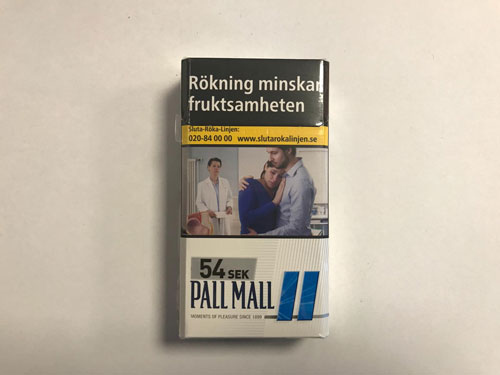 Rökning minskar
fruktsamheten
Sluta-Röka-Linjen:
020-84 00 00 www.slutarokalinjen.se
54 SEK
PALL MALL
MOMENTS OF PLEASURE SINCE 1899